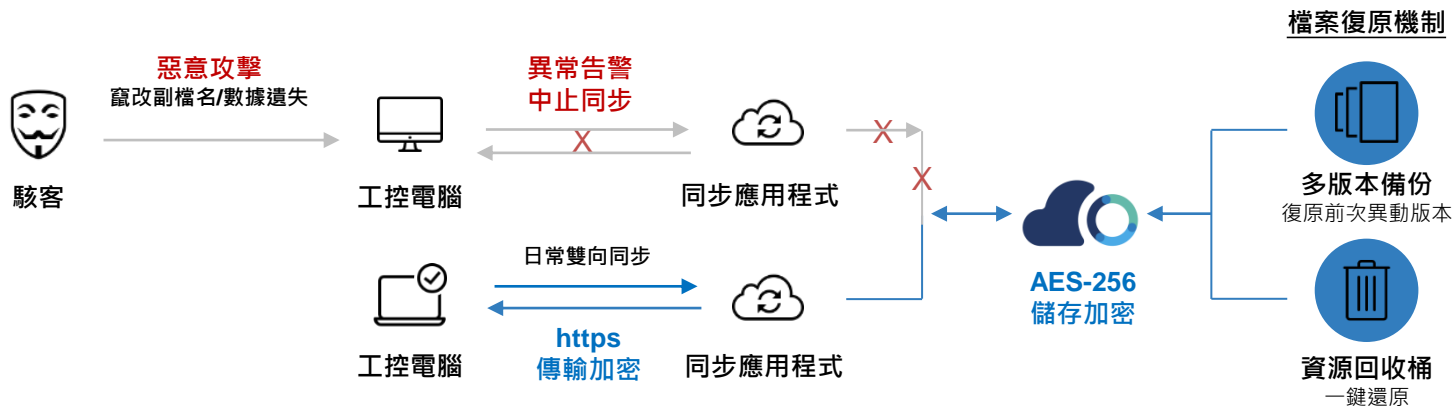 檔案復原機制
惡意攻擊
竄改副檔名/數據遺失
異常告警
中止同步
X
X
X
駭客
工控電腦
同步應用程式
多版本備份
復原前次異動版本
日常雙向同步
https
傳輸加密
AES-256
儲存加密
工控電腦
同步應用程式
資源回收桶
一鍵還原